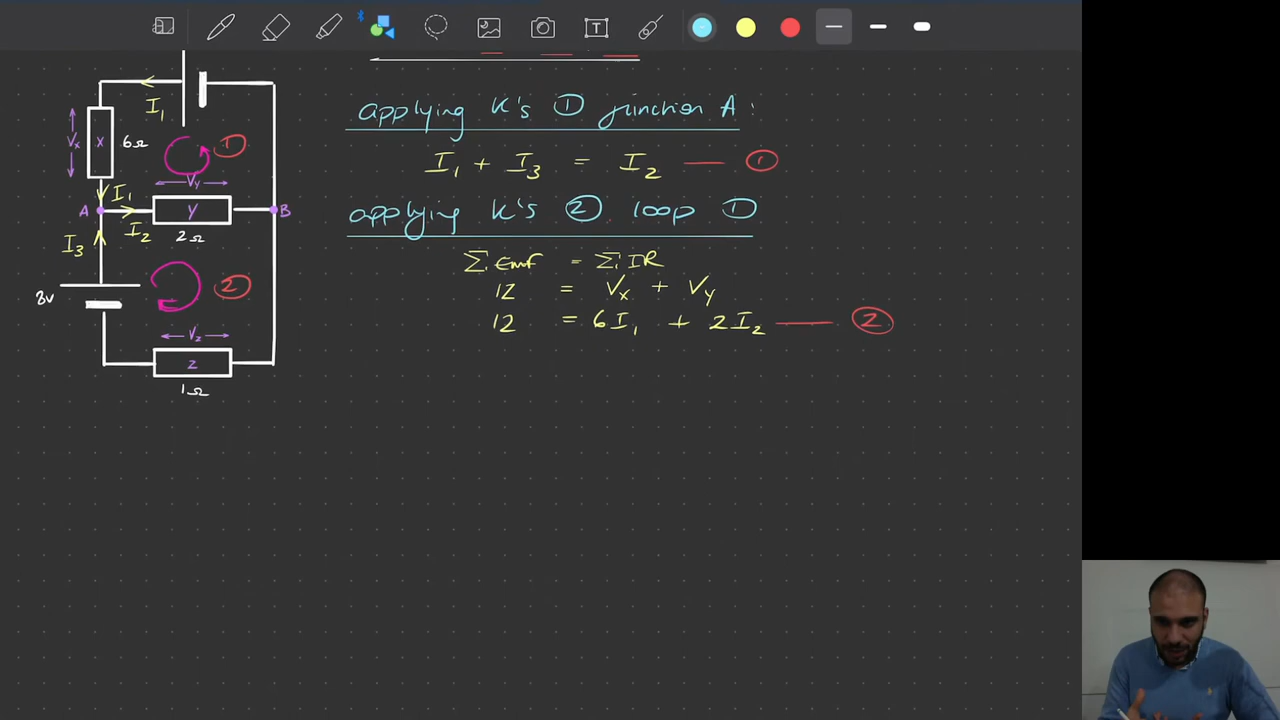 applying K's ① junction A:
I₁ + I₃ = I₂ — ①
applying K's ② loop ①
∑ Emf = ∑ IR
12 = Vx + Vy
12 = 6I₁ + 2I₂ — ②
I₁
Vx
X
6Ω
①
Vy
I₁
A
Y
B
I₂
2Ω
I₃
3v
②
Vz
Z
1Ω
T